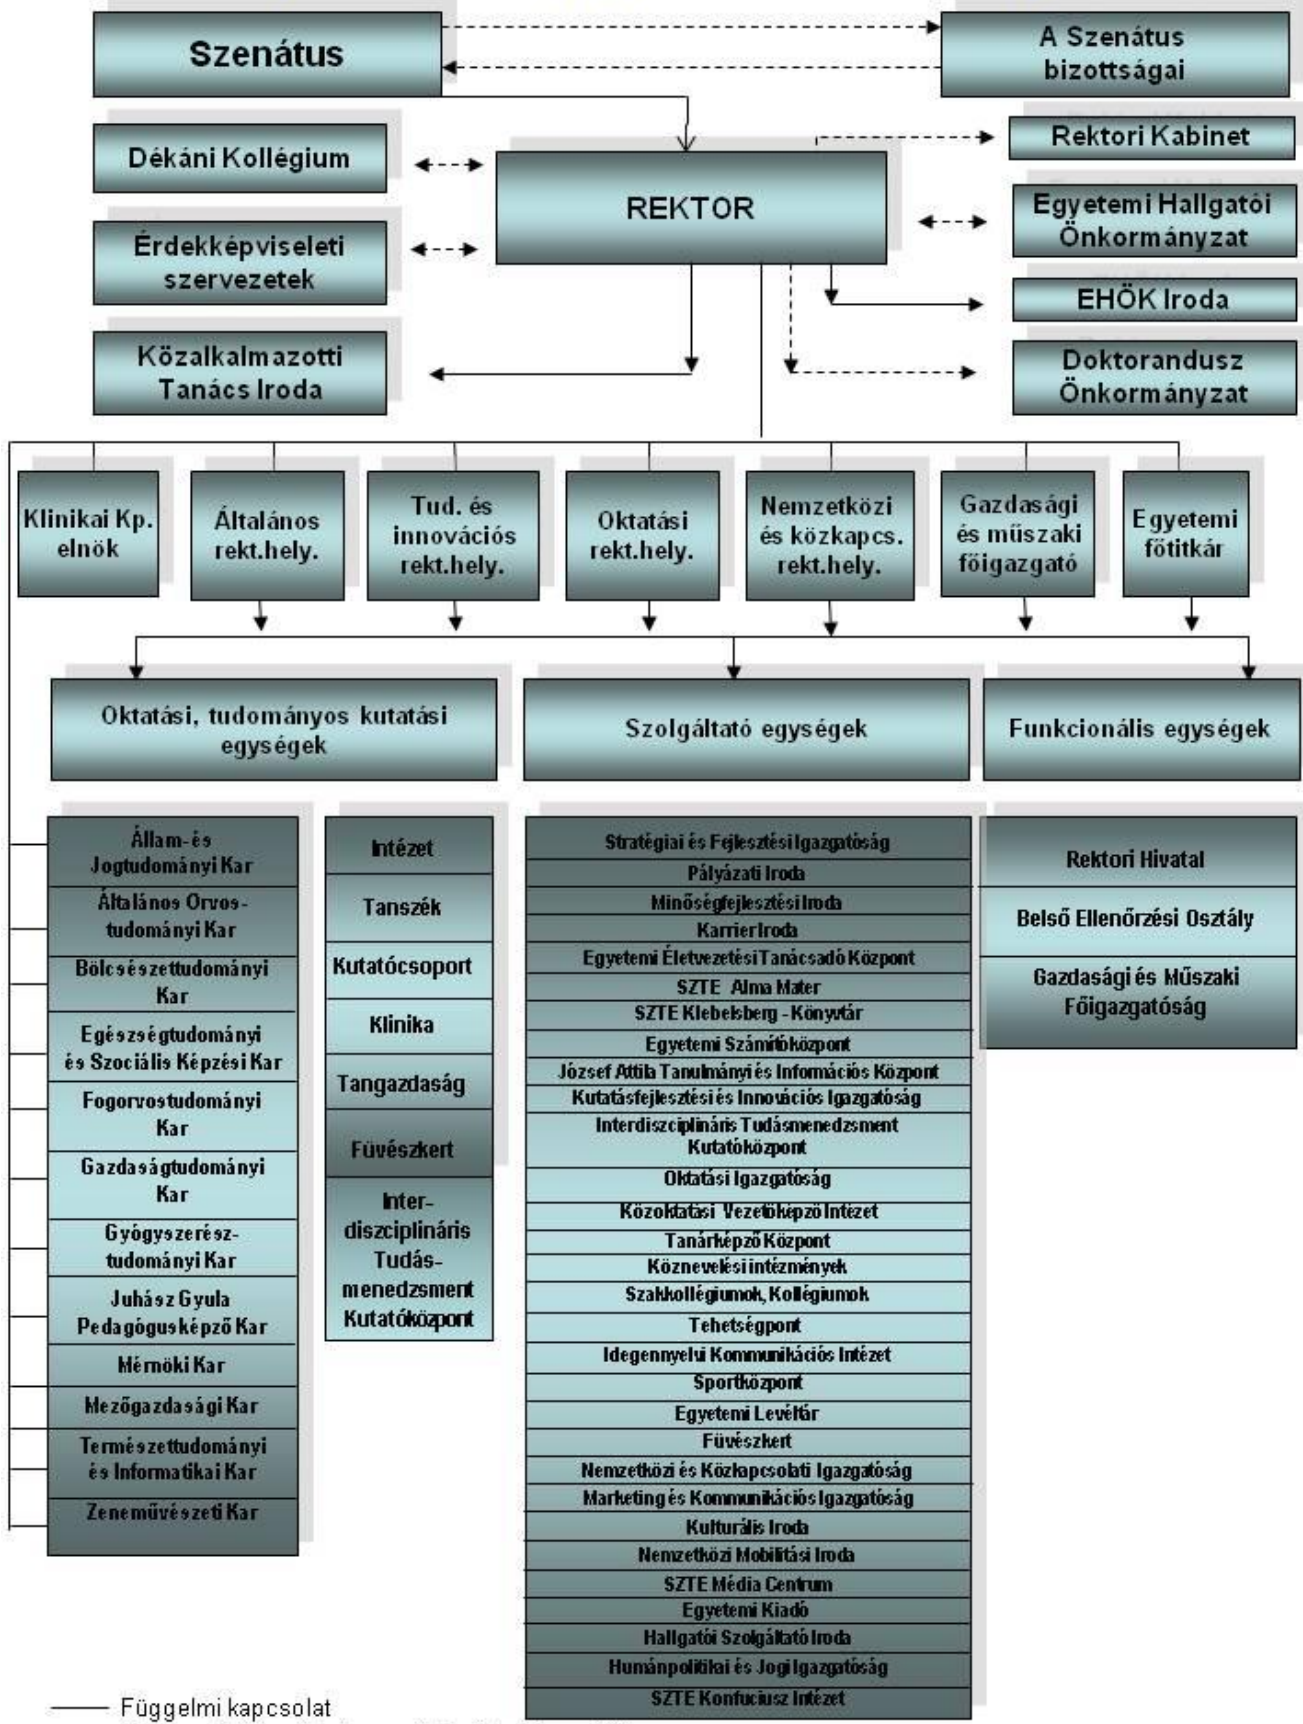 Szenátus
A Szenátus
bizottságai
Dékáni Kollégium
REKTOR
Rektori Kabinet
Érdekképviseleti
szervezetek
Egyetemi Hallgatói
Önkormányzat
EHÖK Iroda
Közalkalmazotti
Tanács Iroda
Doktorandusz
Önkormányzat
Klinikai Kp.
elnök
Általános
rekt.hely.
Tud. és
innovációs
rekt.hely.
Oktatási
rekt.hely.
Nemzetközi
és közkapcs.
rekt.hely.
Gazdasági
és műszaki
főigazgató
Egyetemi
főtitkár
Oktatási, tudományos kutatási
egységek
Szolgáltató egységek
Funkcionális egységek
Állam-és
Jogtudományi Kar
Általános Orvos-
tudományi Kar
Bölcsészettudományi
Kar
Egészségtudományi
és Szociális Képzési Kar
Fogorvostudományi
Kar
Gazdaságtudományi
Kar
Gyógyszerész-
tudományi Kar
Juhász Gyula
Pedagógusképző Kar
Mérnöki Kar
Mezőgazdasági Kar
Természettudományi
és Informatikai Kar
Zeneművészeti Kar
Intézet
Tanszék
Kutatócsoport
Klinika
Tangazdaság
Füvészkert
Inter-
diszciplináris
Tudás-
menedzsment
Kutatóközpont
Stratégiai és Fejlesztési Igazgatóság
Pályázati Iroda
Minőségfejlesztési Iroda
Karrier Iroda
Egyetemi Életvezetési Tanácsadó Központ
SZTE Alma Mater
SZTE Klebelsberg - Könyvtár
Egyetemi Számítóközpont
József Attila Tanulmányi és Információs Központ
Kutatásfejlesztési és Innovációs Igazgatóság
Interdiszciplináris Tudásmenedzsment
Kutatóközpont
Oktatási Igazgatóság
Közoktatási Vezetőképző Intézet
Tanárképző Központ
Köznevelési intézmények
Szakkollégiumok, Kollégiumok
Tehetségpont
Idegennyelvi Kommunikációs Intézet
Sportközpont
Egyetemi Levéltár
Füvészkert
Nemzetközi és Közkapcsolati Igazgatóság
Marketing és Kommunikációs Igazgatóság
Kulturális Iroda
Nemzetközi Mobilitási Iroda
SZTE Média Centrum
Egyetemi Kiadó
Hallgatói Szolgáltató Iroda
Humánpolitikai és Jogi Igazgatóság
SZTE Konfuciusz Intézet
Rektori Hivatal
Belső Ellenőrzési Osztály
Gazdasági és Műszaki
Főigazgatóság
Függelmi kapcsolat